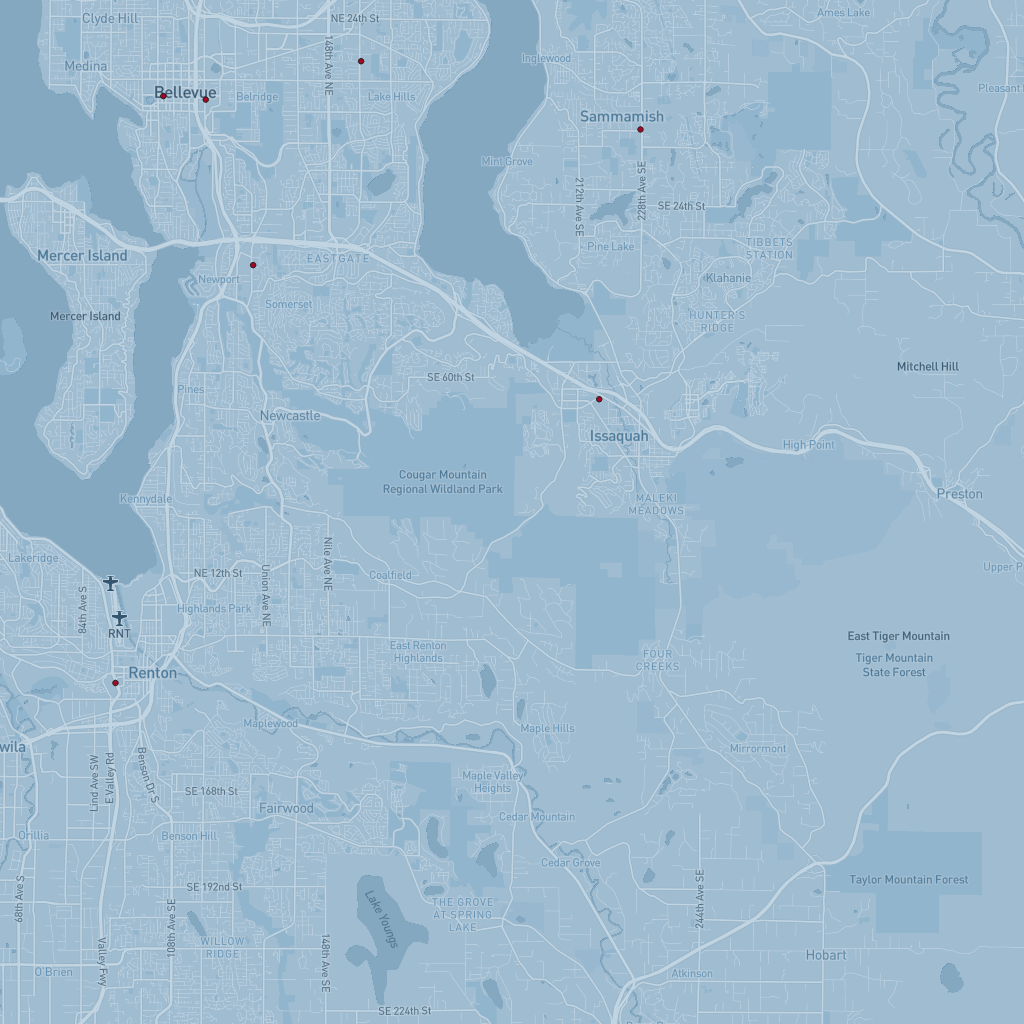 Clyde Hill
NE 24th St
Ames Lake
Medina
148th Ave NE
Inglewood
Bellevue
Belridge
Lake Hills
Sammamish
Mint Grove
212th Ave SE
228th Ave SE
SE 24th St
Mercer Island
EASTGATE
Pine Lake
TIBBETS
STATION
Newport
Klahanie
Somerset
Mercer Island
HUNTER'S
RIDGE
Mitchell Hill
Pines
SE 60th St
Newcastle
Issaquah
High Point
Cougar Mountain
Regional Wildland Park
Kennydale
MALEKI
MEADOWS
Preston
Lakeridge
NE 12th St
Nile Ave NE
Coalfield
84th Ave S
Union Ave NE
Highlands Park
RNT
East Renton
Highlands
East Tiger Mountain
FOUR
CREEKS
Tiger Mountain
State Forest
Renton
Maplewood
Maple Hills
Mirrormont
Lind Ave SW
E Valley Rd
Benson Dr S
SE 168th St
Maple Valley
Heights
Fairwood
Cedar Mountain
Orillia
Benson Hill
Cedar Grove
SE 192nd St
Taylor Mountain Forest
68th Ave S
108th Ave SE
Lake Youngs
THE GROVE
AT SPRING
LAKE
244th Ave SE
WILLOW
RIDGE
148th Ave SE
Hobart
O Brien
Valley Fwy
Atkinson
SE 224th St